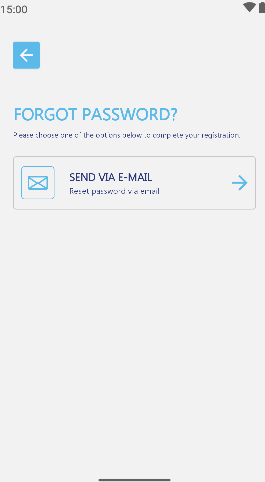 15:00
FORGOT PASSWORD?
Please choose one of the options below to complete your registration.
SEND VIA E-MAIL
Reset password via email